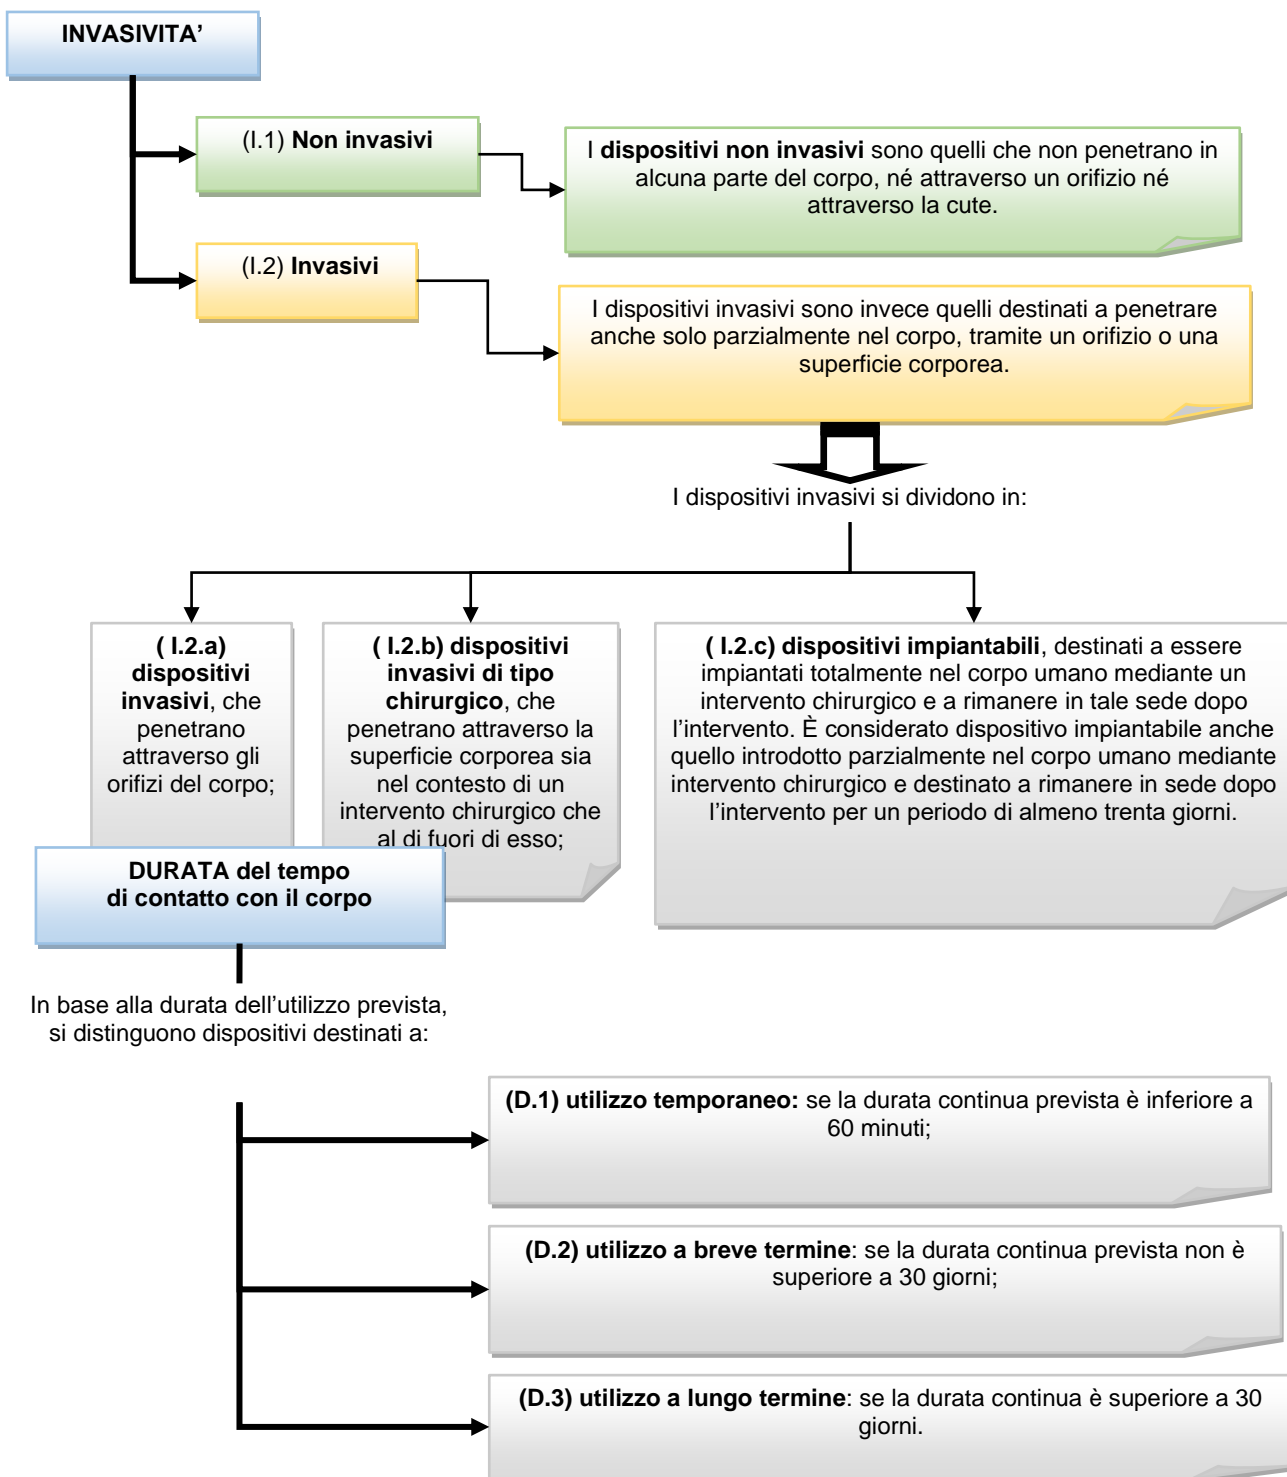 INVASIVITA’
(I.1) Non invasivi
I dispositivi non invasivi sono quelli che non penetrano in
alcuna parte del corpo, né attraverso un orifizio né
attraverso la cute.
(I.2) Invasivi
I dispositivi invasivi sono invece quelli destinati a penetrare
anche solo parzialmente nel corpo, tramite un orifizio o una
superficie corporea.
I dispositivi invasivi si dividono in:
( I.2.a)
dispositivi
invasivi, che
penetrano
attraverso gli
orifizi del corpo;
( I.2.b) dispositivi
invasivi di tipo
chirurgico, che
penetrano attraverso la
superficie corporea sia
nel contesto di un
intervento chirurgico che
al di fuori di esso;
( I.2.c) dispositivi impiantabili, destinati a essere
impiantati totalmente nel corpo umano mediante un
intervento chirurgico e a rimanere in tale sede dopo
l’intervento. È considerato dispositivo impiantabile anche
quello introdotto parzialmente nel corpo umano mediante
intervento chirurgico e destinato a rimanere in sede dopo
l’intervento per un periodo di almeno trenta giorni.
DURATA del tempo
di contatto con il corpo
In base alla durata dell’utilizzo prevista,
si distinguono dispositivi destinati a:
(D.1) utilizzo temporaneo: se la durata continua prevista è inferiore a
60 minuti;
(D.2) utilizzo a breve termine: se la durata continua prevista non è
superiore a 30 giorni;
(D.3) utilizzo a lungo termine: se la durata continua è superiore a 30
giorni.